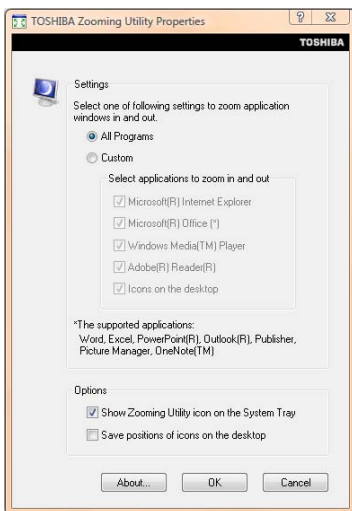 TOSHIBA Zooming Utility Properties
TOSHIBA
Settings
Select one of following settings to zoom application
windows in and out.
All Programs
Custom
Select applications to zoom in and out
Microsoft(R) Internet Explorer
Microsoft(R) Office (*)
Windows Media(TM) Player
Adobe(R) Reader(R)
Icons on the desktop
*The supported applications:
Word, Excel, PowerPoint(R), Outlook(R), Publisher,
Picture Manager, OneNote(TM)
Options
Show Zooming Utility icon on the System Tray
Save positions of icons on the desktop
About... OK Cancel